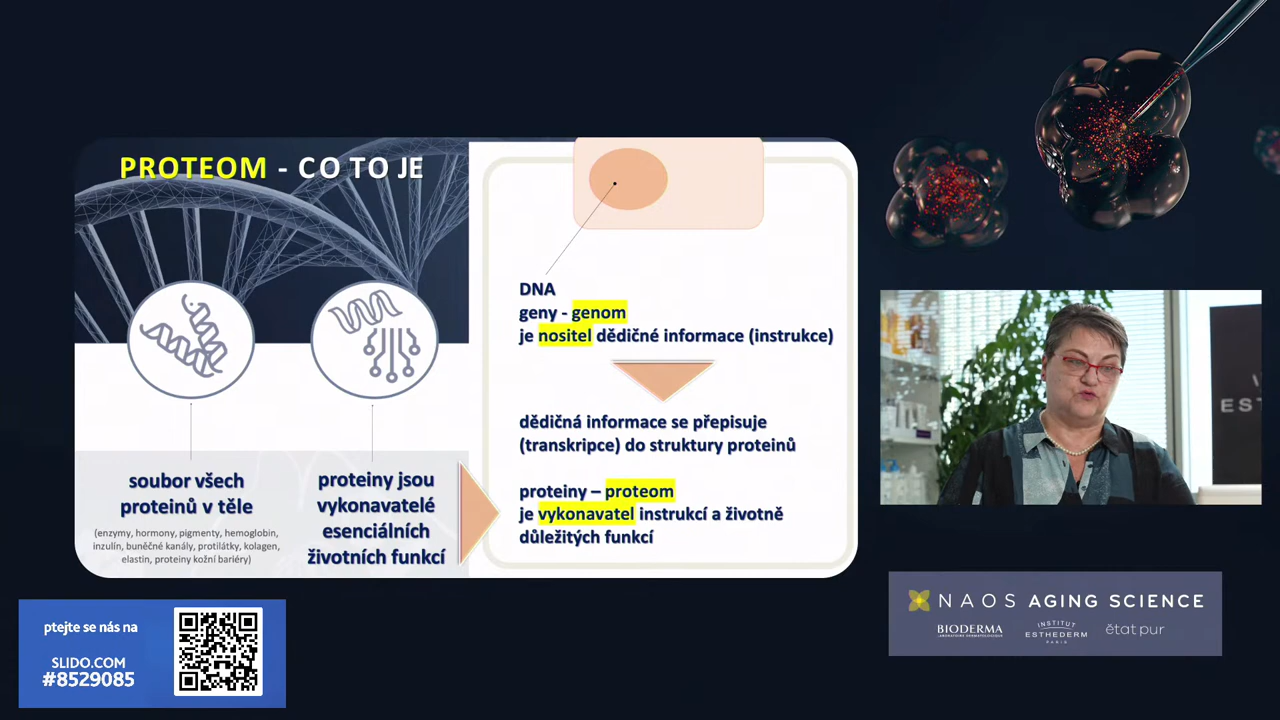 PROTEOM - CO TO JE
soubor všech
proteinů v těle
(enzymy, hormony, pigmenty, hemoglobin,
inzulín, buněčné kanály, protilátky, kolagen,
elastin, proteiny kožní bariéry)
proteiny jsou
vykonavatelé
esenciálních
životních funkcí
DNA
geny - genom
je nositel dědičné informace (instrukce)
dědičná informace se přepisuje
(transkripce) do struktury proteinů
proteiny – proteom
je vykonavatel instrukcí a životně
důležitých funkcí
EST
NAOS AGING SCIENCE
BIODERMA
LABORATOIRE DERMATOLOGIQUE
INSTITUT
ESTHEDERM
PARIS
état pur
ptejte se nás na
SLIDO.COM
#8529085